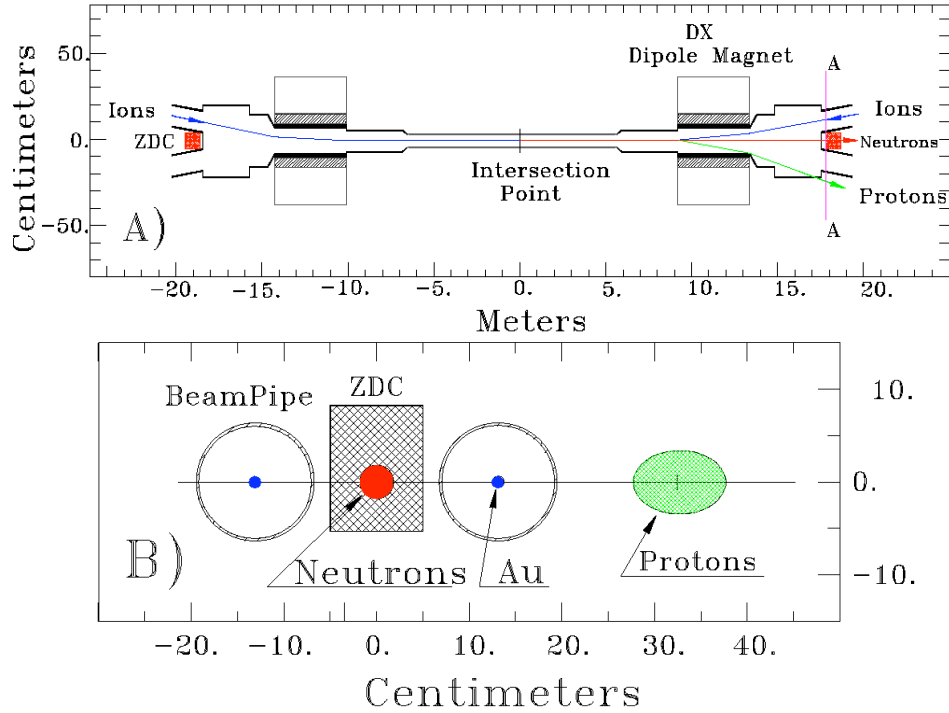 Centimeters
50.
0.
−50.
DX
Dipole Magnet
A
Ions
ZDC
Ions
Neutrons
Protons
Intersection
Point
A
A)
−20.
−15.
−10.
−5.
0.
5.
10.
15.
20.
Meters
BeamPipe
ZDC
10.
0.
−10.
B)
Neutrons
Au
Protons
−20.
−10.
0.
10.
20.
30.
40.
Centimeters